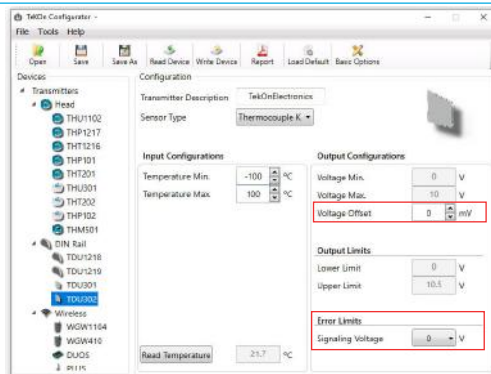 TekOn Configurator -
File Tools Help
Open Save Save As Read Device Write Device Report Load Default Basic Options
Devices
Transmitters
Head
THU1102
THP1217
THT1216
THP101
THT201
THU301
THT202
THP102
THM501
DIN Rail
TDU1218
TDU1219
TDU301
TDU302
Wireless
WGW1164
WGW410
DUOS
PLUS
Configuration
Transmitter Description TekOnElectronics
Sensor Type Thermocouple K
Input Configurations
Temperature Min. -100 ºC
Temperature Max. 100 ºC
Read Temperature 21.7 ºC
Output Configurations
Voltage Min. 0 V
Voltage Max. 10 V
Voltage Offset 0 mV
Output Limits
Lower Limit 0 V
Upper Limit 10.5 V
Error Limits
Signaling Voltage 0 V